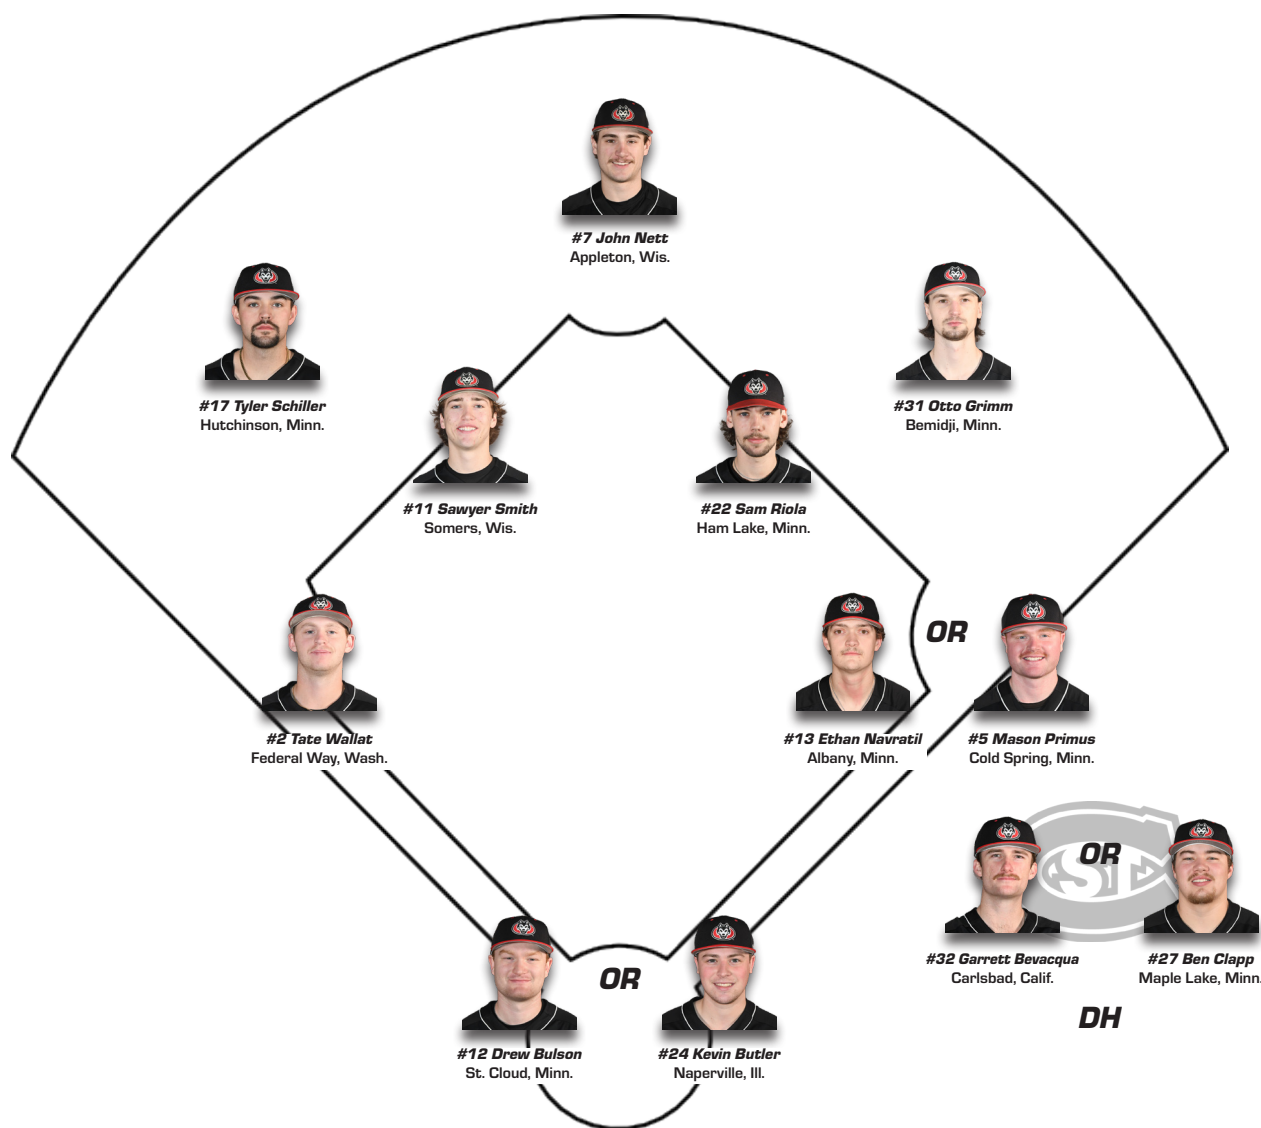 #7 John Nett
Appleton, Wis.
#17 Tyler Schiller
Hutchinson, Minn.
#31 Otto Grimm
Bemidji, Minn.
#11 Sawyer Smith
Somers, Wis.
#22 Sam Riola
Ham Lake, Minn.
#2 Tate Wallat
Federal Way, Wash.
#13 Ethan Navratil
Albany, Minn.
OR
#5 Mason Primus
Cold Spring, Minn.
#32 Garrett Bevacqua
Carlsbad, Calif.
OR
STC
#27 Ben Clapp
Maple Lake, Minn.
DH
#12 Drew Bulson
St. Cloud, Minn.
OR
#24 Kevin Butler
Naperville, Ill.